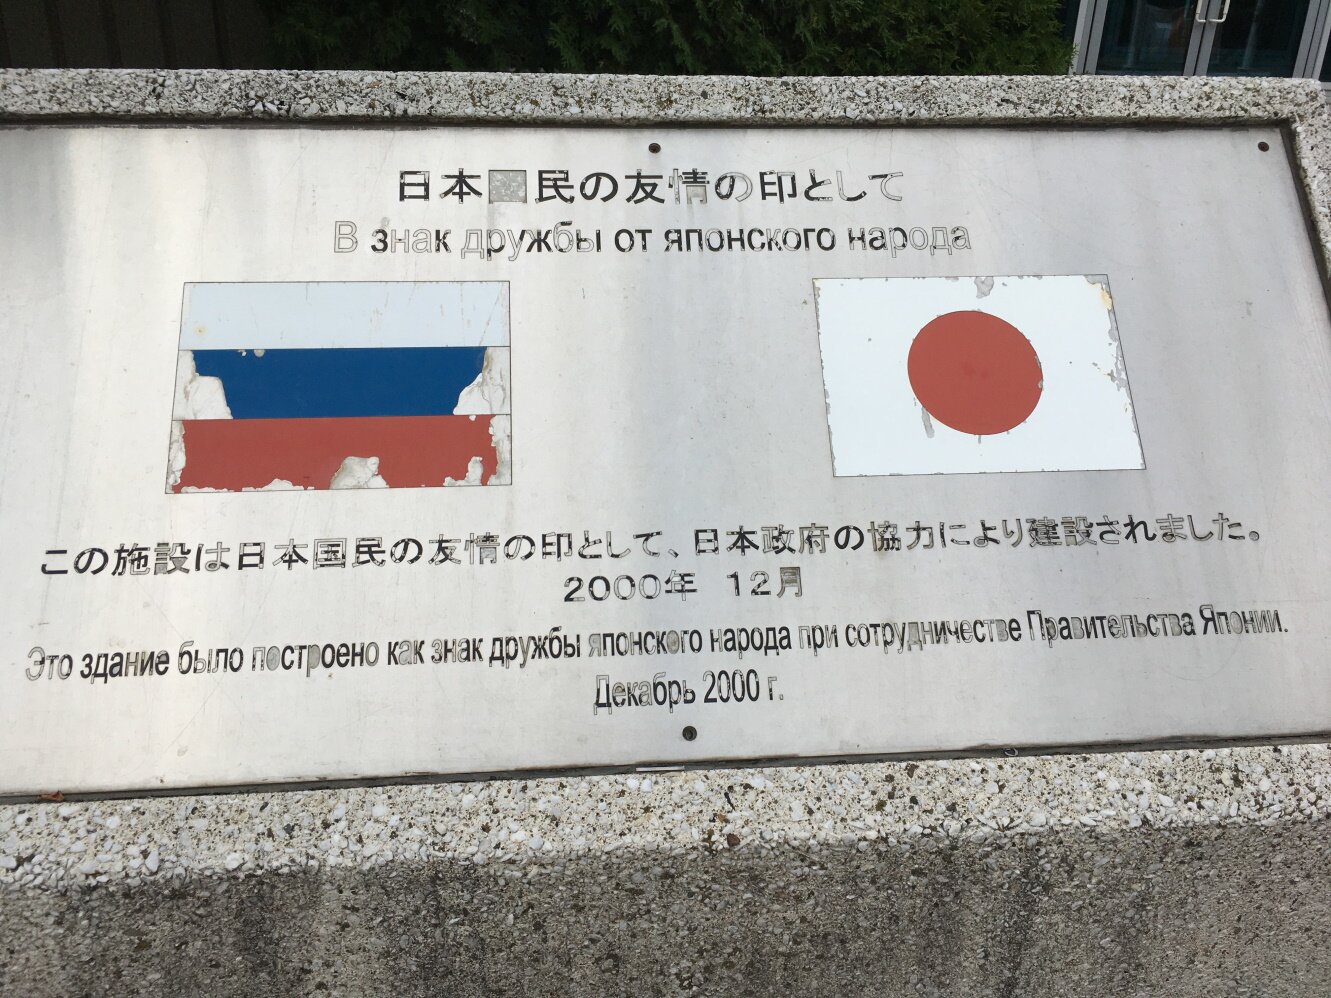 日本国民の友情の印として
В знак дружбы от японского народа
この施設は日本国民の友情の印として、日本政府の協力により建設されました。
2000年 12月
Это здание было построено как знак дружбы японского народа при сотрудничестве Правительства Японии.
Декабрь 2000 г.